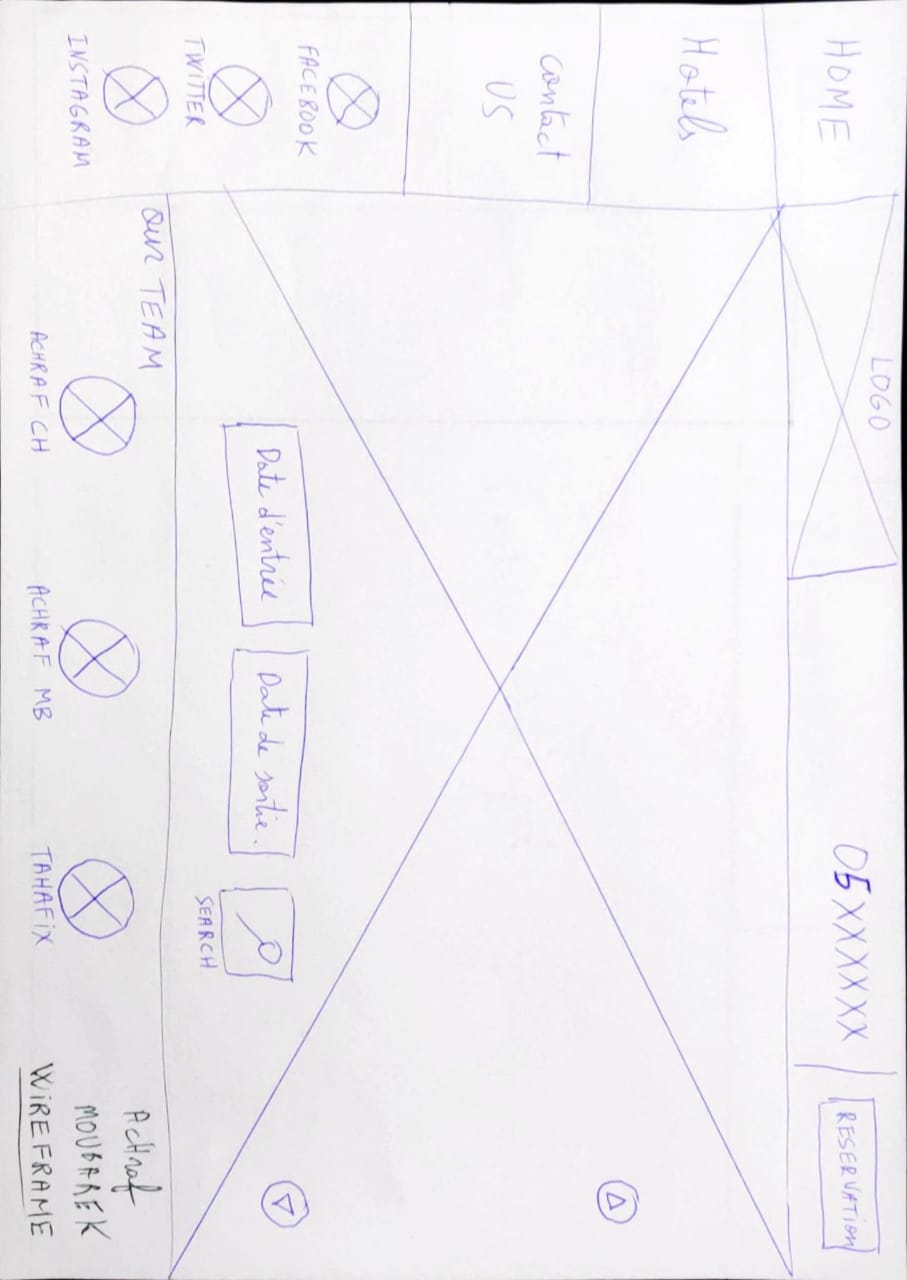 HOME
LOGO
05XXXXXX
RESERVATION
Hotels
Contact
US
FACEBOOK
TWITTER
INSTAGRAM
Date d'entrée
Date de sortie.
SEARCH
OUR TEAM
ACHRAF CH
ACHRAF MB
TAHAFiX
ACHraf
MOUBAREK
WiREFRAME